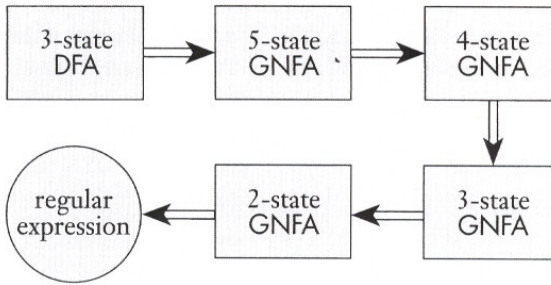 3-state
DFA
5-state
GNFA
4-state
GNFA
regular
expression
2-state
GNFA
3-state
GNFA